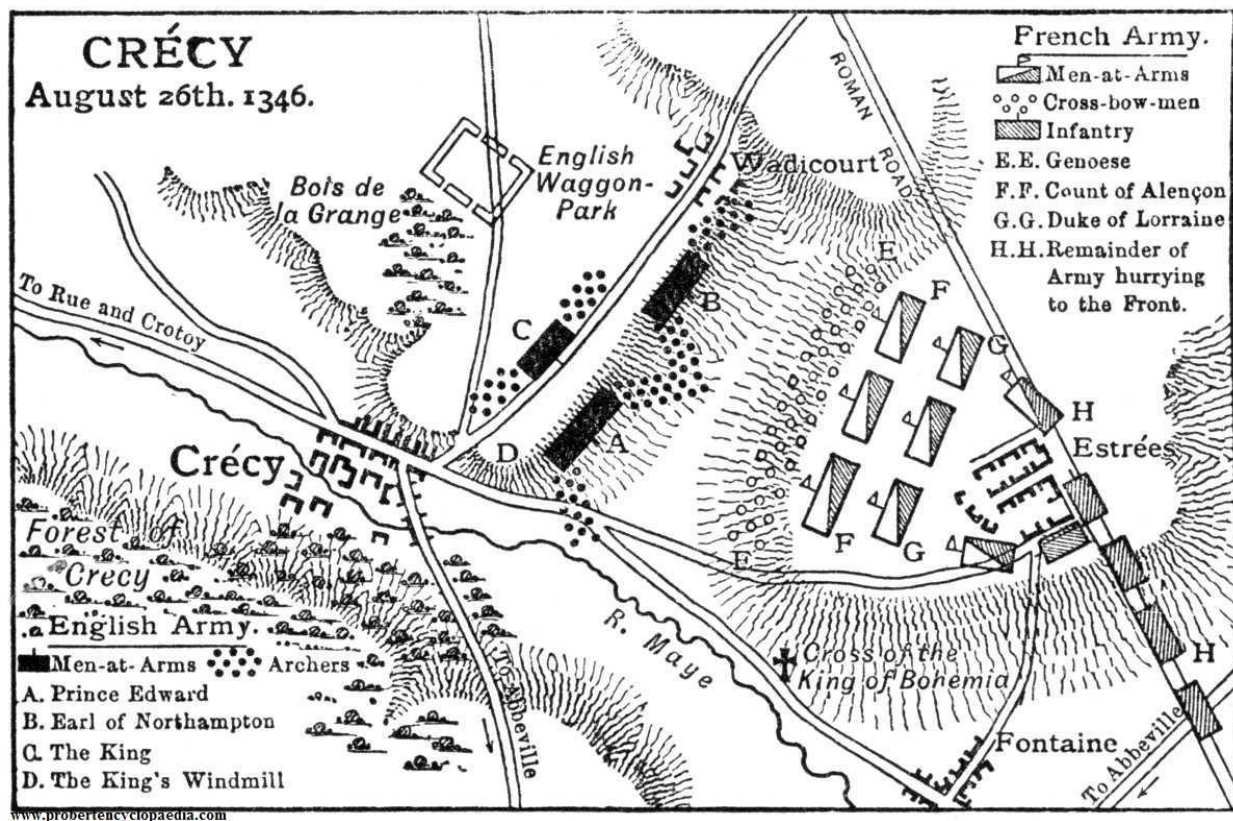 CRÉCY
August 26th. 1346.
French Army.
Men-at-Arms
Cross-bow-men
Infantry
E.E. Genoese
F.F. Count of Alençon
G.G. Duke of Lorraine
H.H. Remainder of
Army hurrying
to the Front.
ROMAN
ROAD
Wadicourt
English
Waggon-
Park
Bois de
la Grange
To Rue and Crotoy
E
F
B
C
G
H
Estrées
A
D
Crécy
F
G
E
Forest of
Crecy
R. Maye
Cross of the
King of Bohemia
H
To Abbeville
Fontaine
To Abbeville
English Army.
Men-at-Arms
Archers
A. Prince Edward
B. Earl of Northampton
C. The King
D. The King's Windmill
www.probertencyclopaedia.com